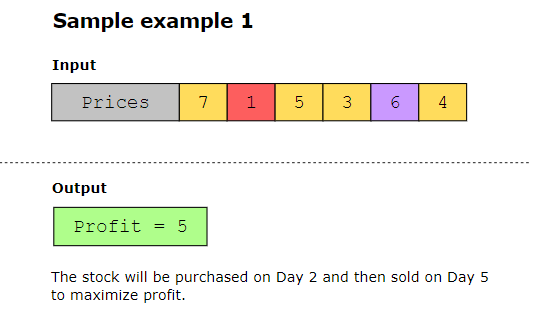 Sample example 1
Input
Prices 7 1 5 3 6 4
Output
Profit = 5
The stock will be purchased on Day 2 and then sold on Day 5
to maximize profit.